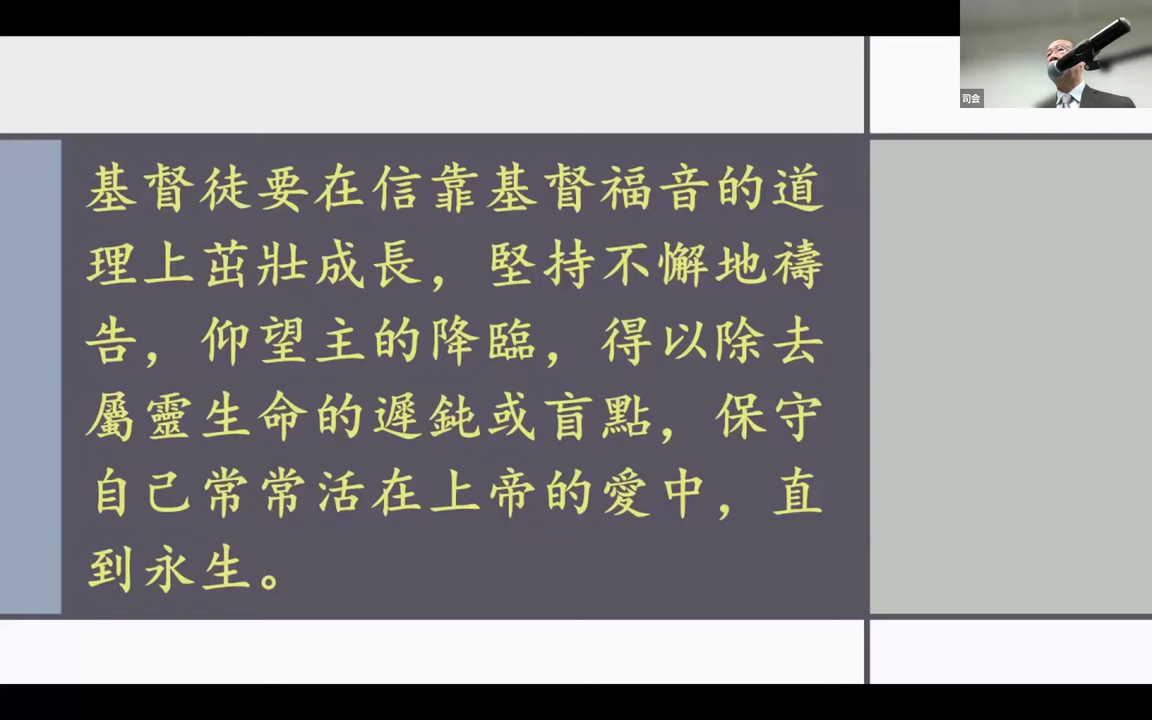 司会
基督徒要在信靠基督福音的道
理上茁壯成長，堅持不懈地禱
告，仰望主的降臨，得以除去
屬靈生命的遲鈍或盲點，保守
自己常常活在上帝的愛中，直
到永生。